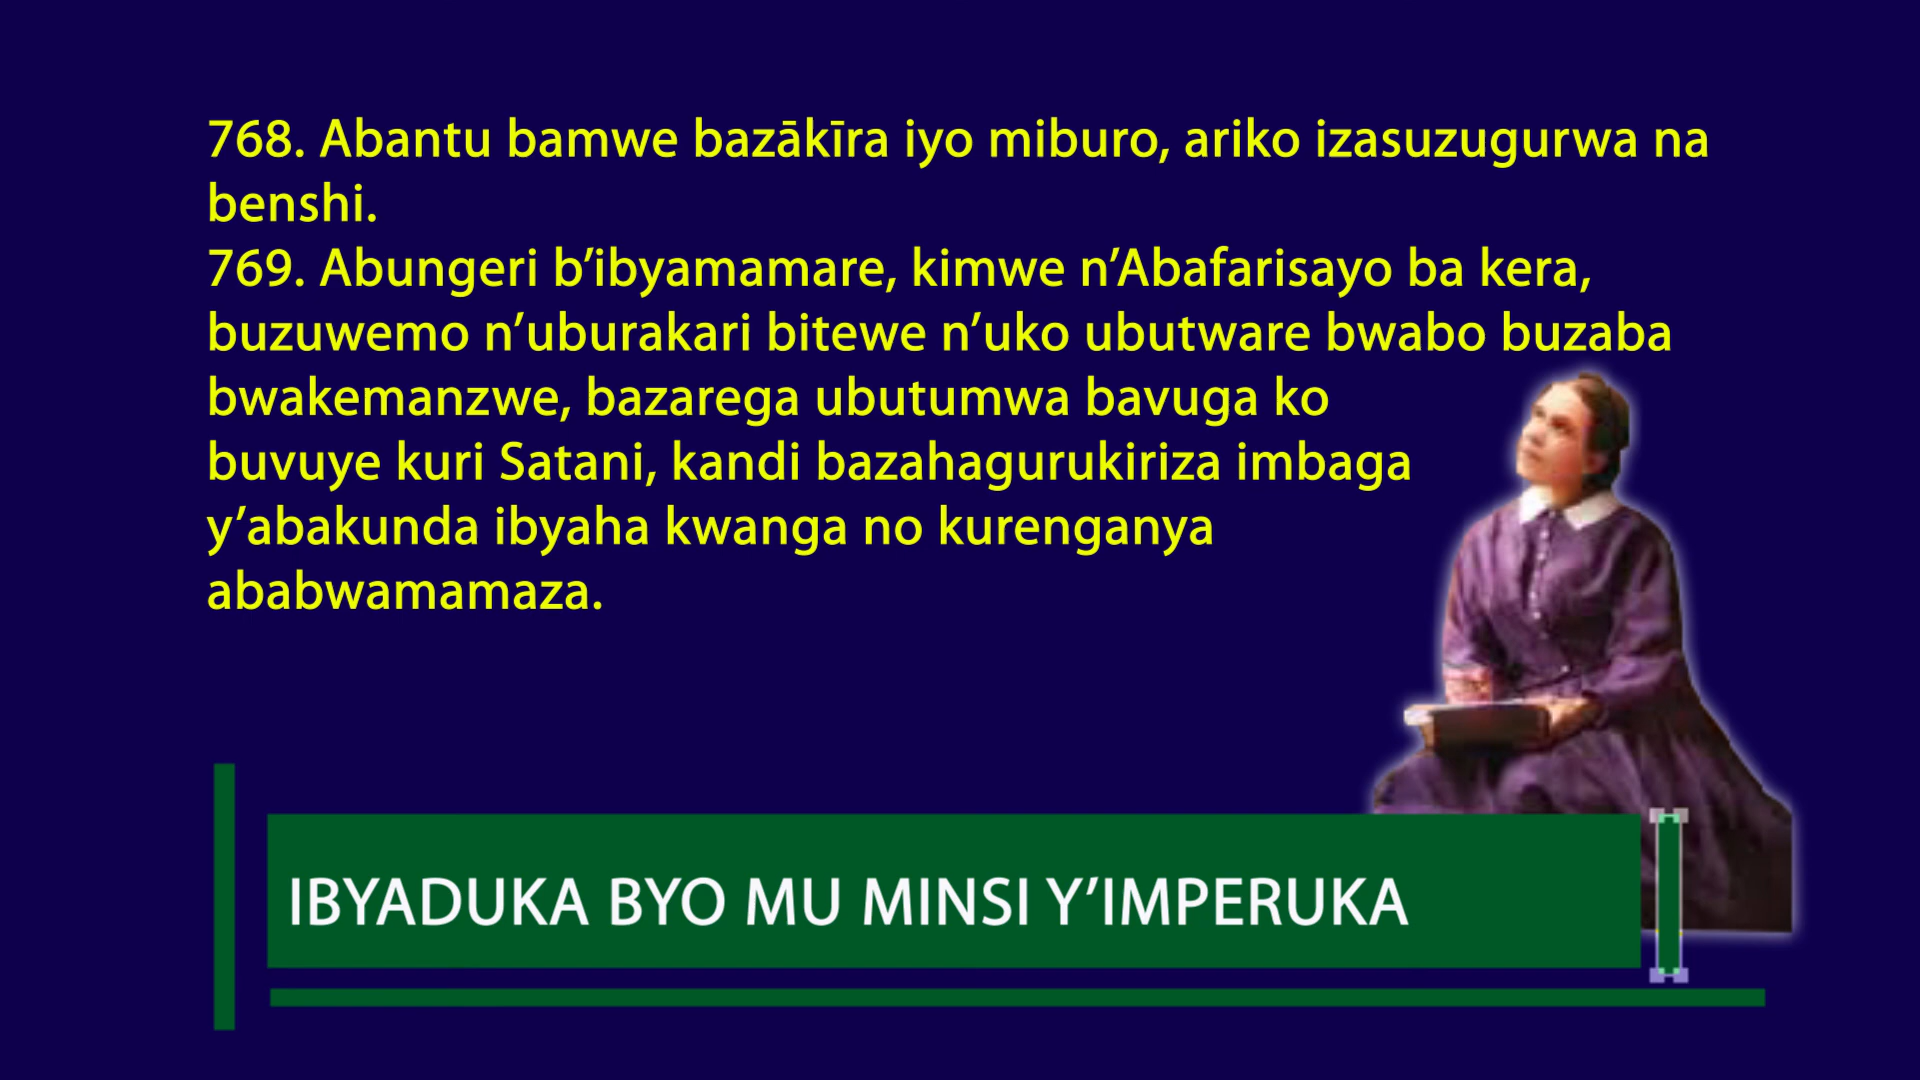 768. Abantu bamwe bazākīra iyo miburo, ariko izasuzugurwa na
benshi.
769. Abungeri b’ibyamamare, kimwe n’Abafarisayo ba kera,
buzuwemo n’uburakari bitewe n’uko ubutware bwabo buzaba
bwakemanzwe, bazarega ubutumwa bavuga ko
buvuye kuri Satani, kandi bazahagurukiriza imbaga
y’abakunda ibyaha kwanga no kurenganya
ababwamamaza.
IBYADUKA BYO MU MINSI Y’IMPERUKA